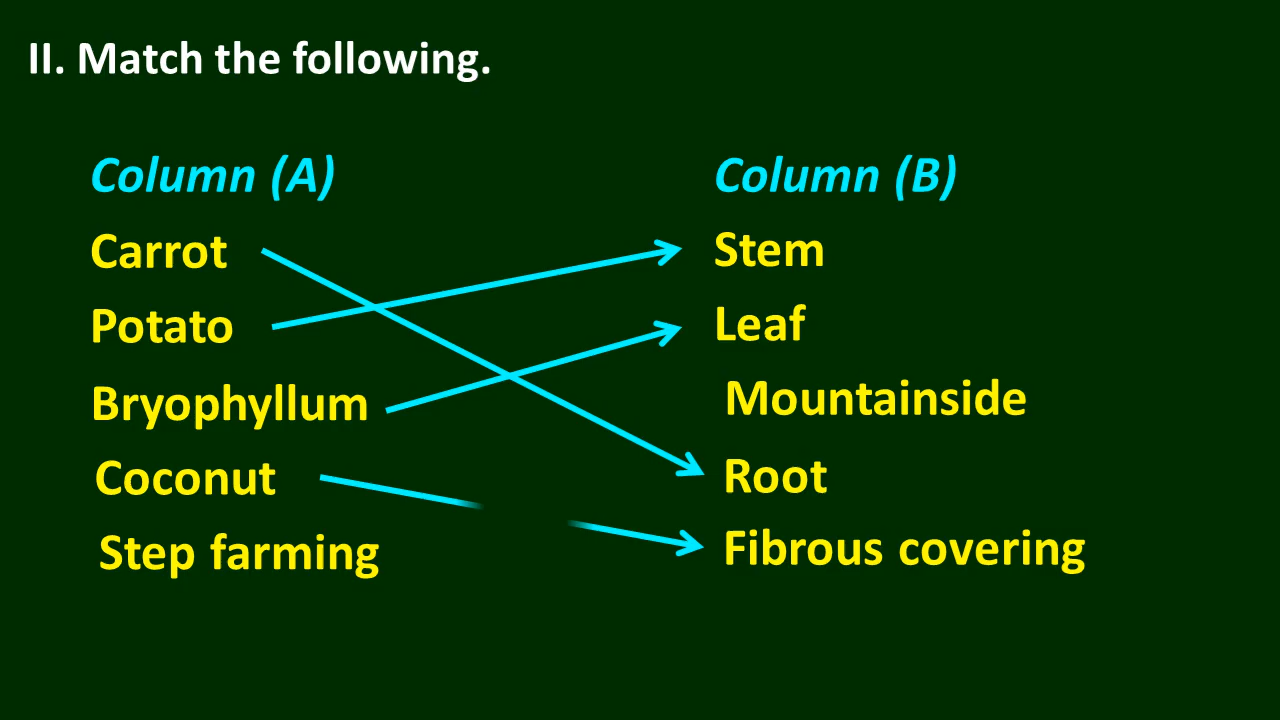 II. Match the following.
Column (A) Column (B)
Carrot Stem
Potato Leaf
Bryophyllum Mountainside
Coconut Root
Step farming Fibrous covering